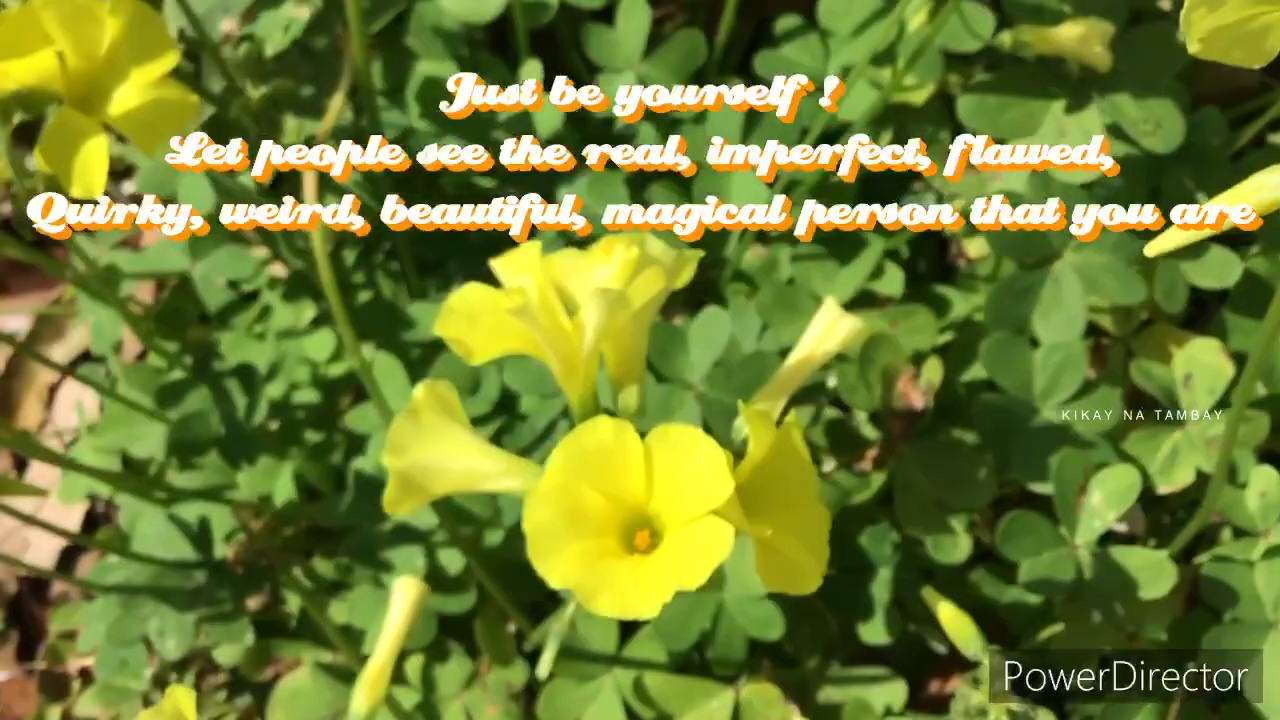 Just be yourself !
Let people see the real, imperfect, flawed,
Quirky, weird, beautiful, magical person that you are
KIKAY NA TAMBAY
PowerDirector